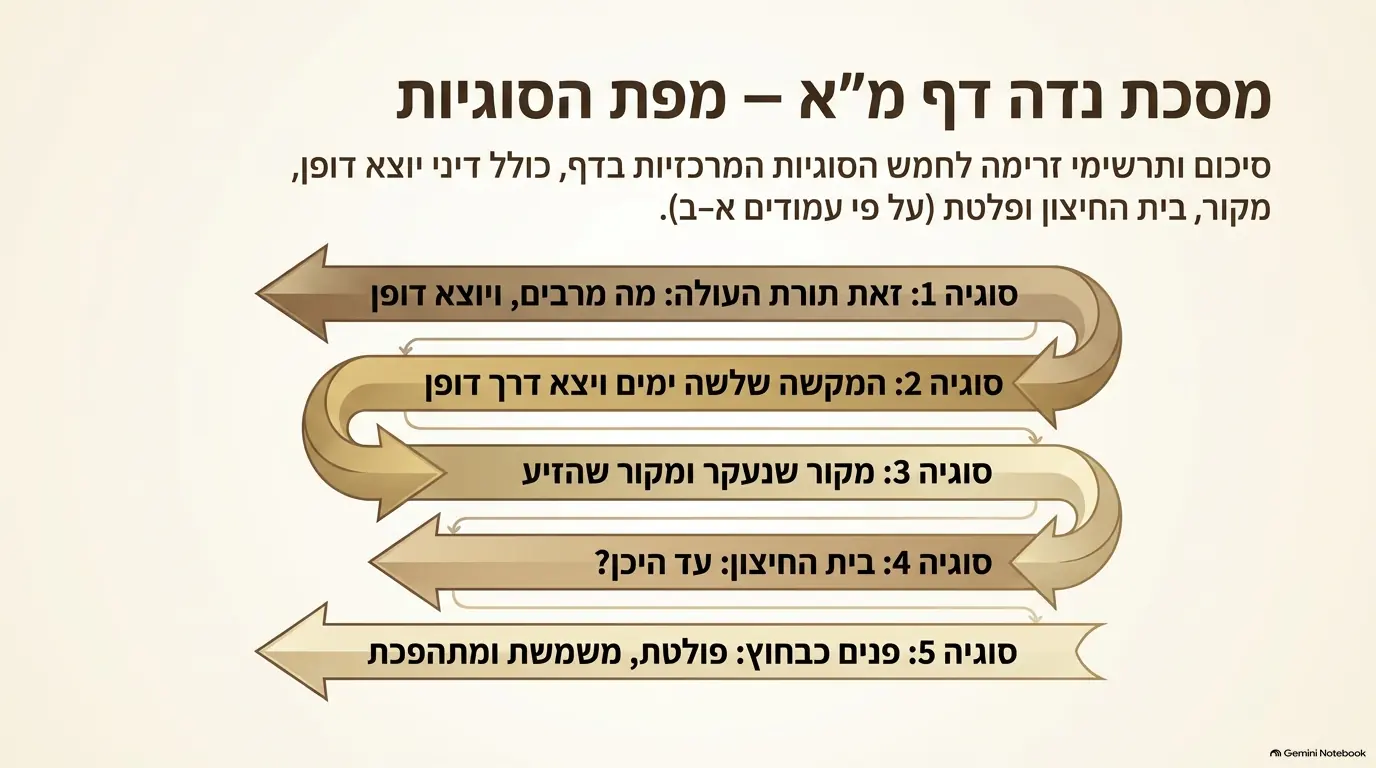 מסכת נדה דף מ"א – מפת הסוגיות
סיכום ותרשימי זרימה לחמש הסוגיות המרכזיות בדף, כולל דיני יוצא דופן,
מקור, בית החיצון ופלטת (על פי עמודים א–ב).
סוגיה 1: זאת תורת העולה: מה מרבים, ויוצא דופן
סוגיה 2: המקשה שלשה ימים ויצא דרך דופן
סוגיה 3: מקור שנעקר ומקור שהזיע
סוגיה 4: בית החיצון: עד היכן?
סוגיה 5: פנים כבחוץ: פולטת, משמשת ומתהפכת
Gemini Notebook